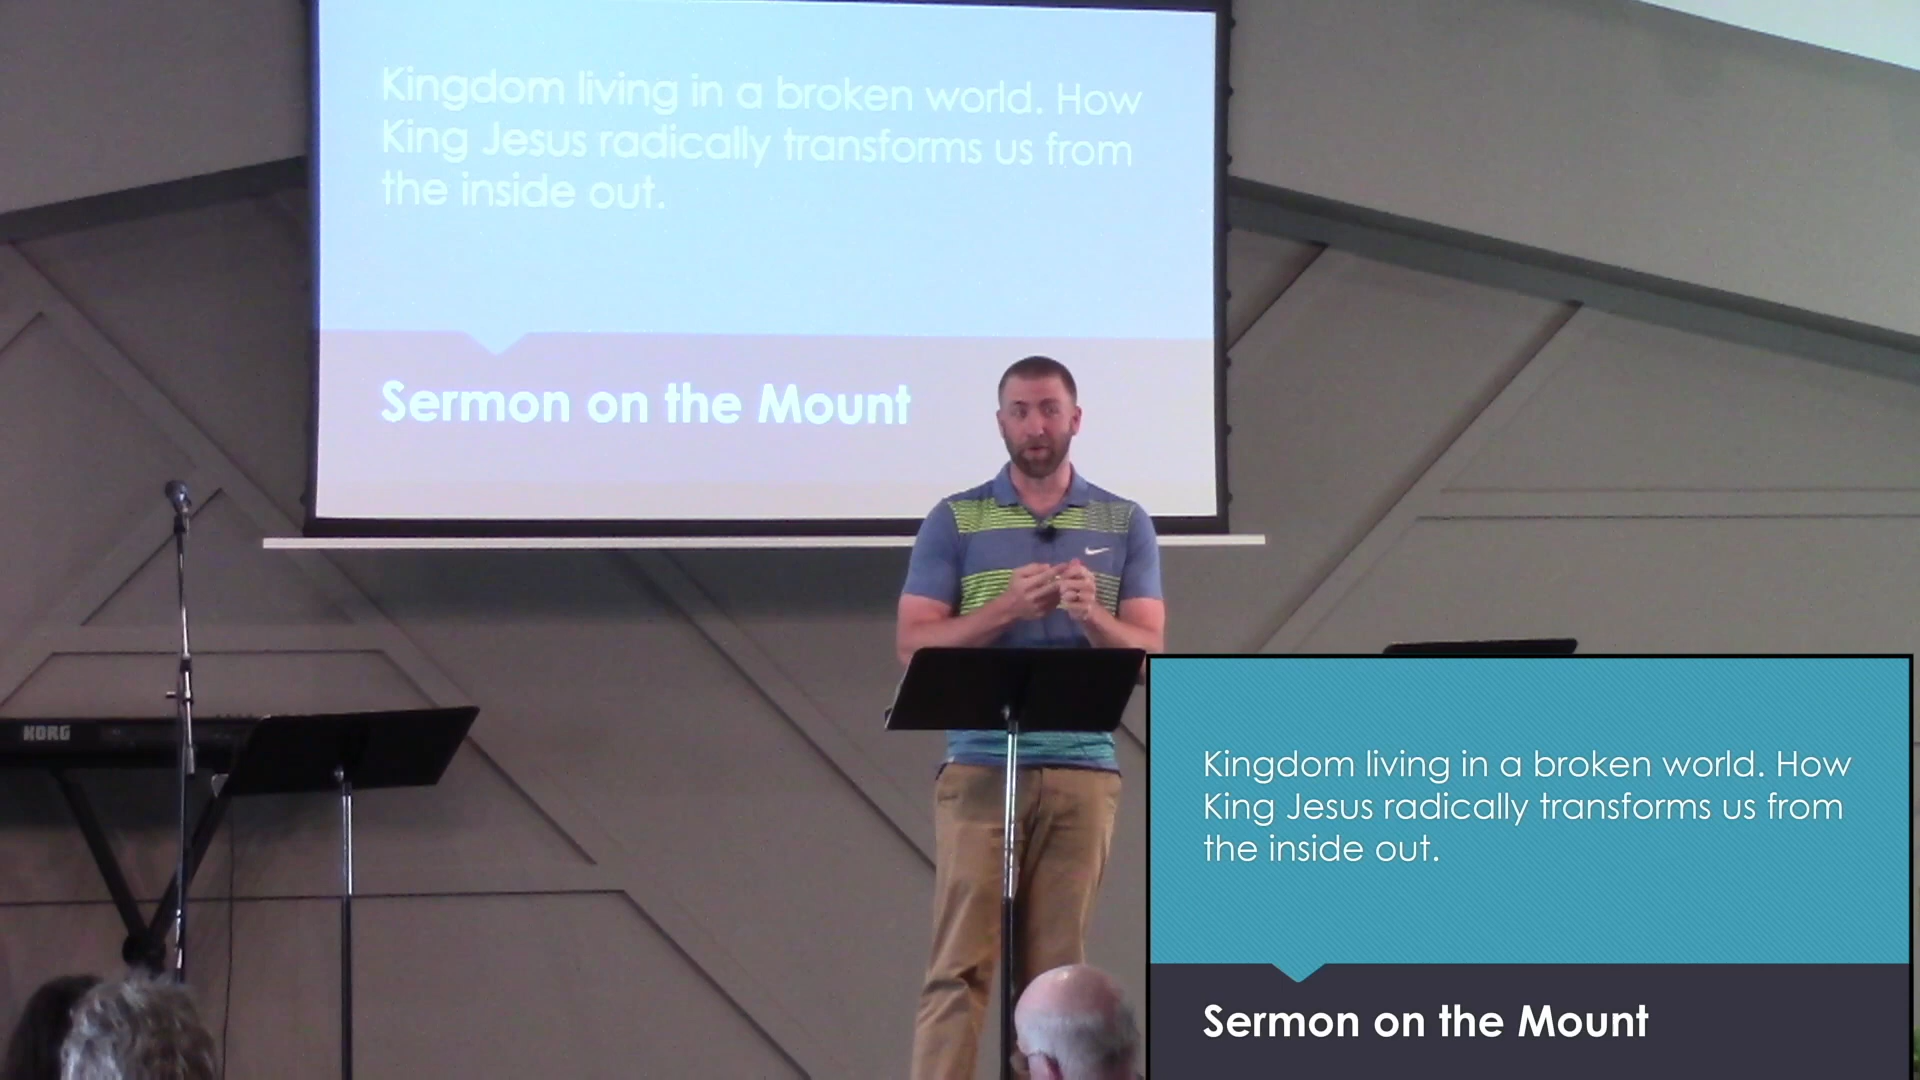 Kingdom living in a broken world. How
King Jesus radically transforms us from
the inside out.
Sermon on the Mount
KORG
Kingdom living in a broken world. How
King Jesus radically transforms us from
the inside out.
Sermon on the Mount